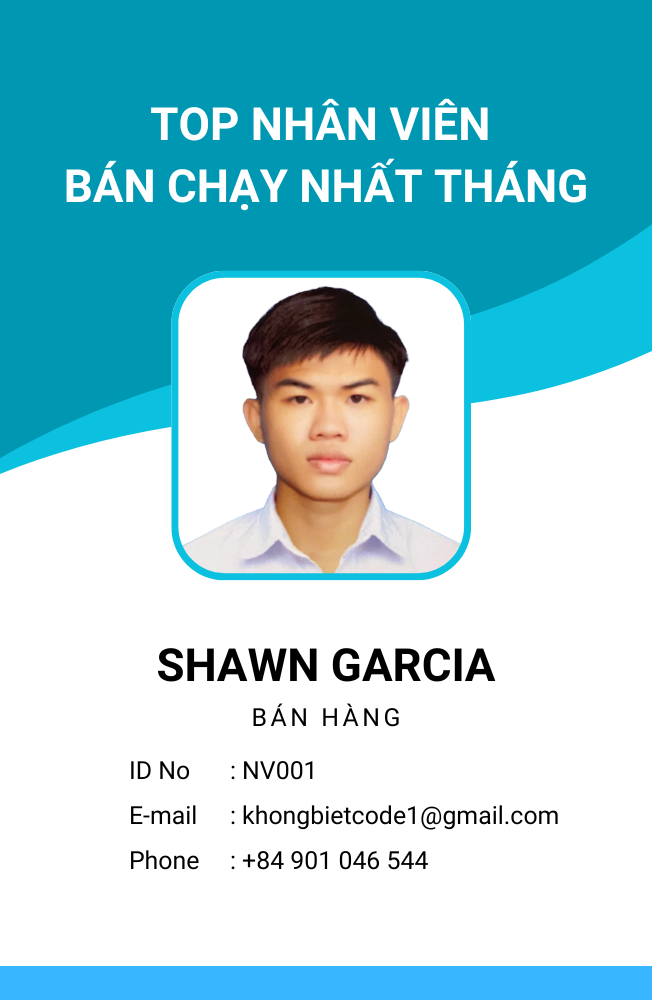 TOP NHÂN VIÊN
BÁN CHẠY NHẤT THÁNG
SHAWN GARCIA
BÁN HÀNG
ID No : NV001
E-mail : khongbietcode1@gmail.com
Phone : +84 901 046 544